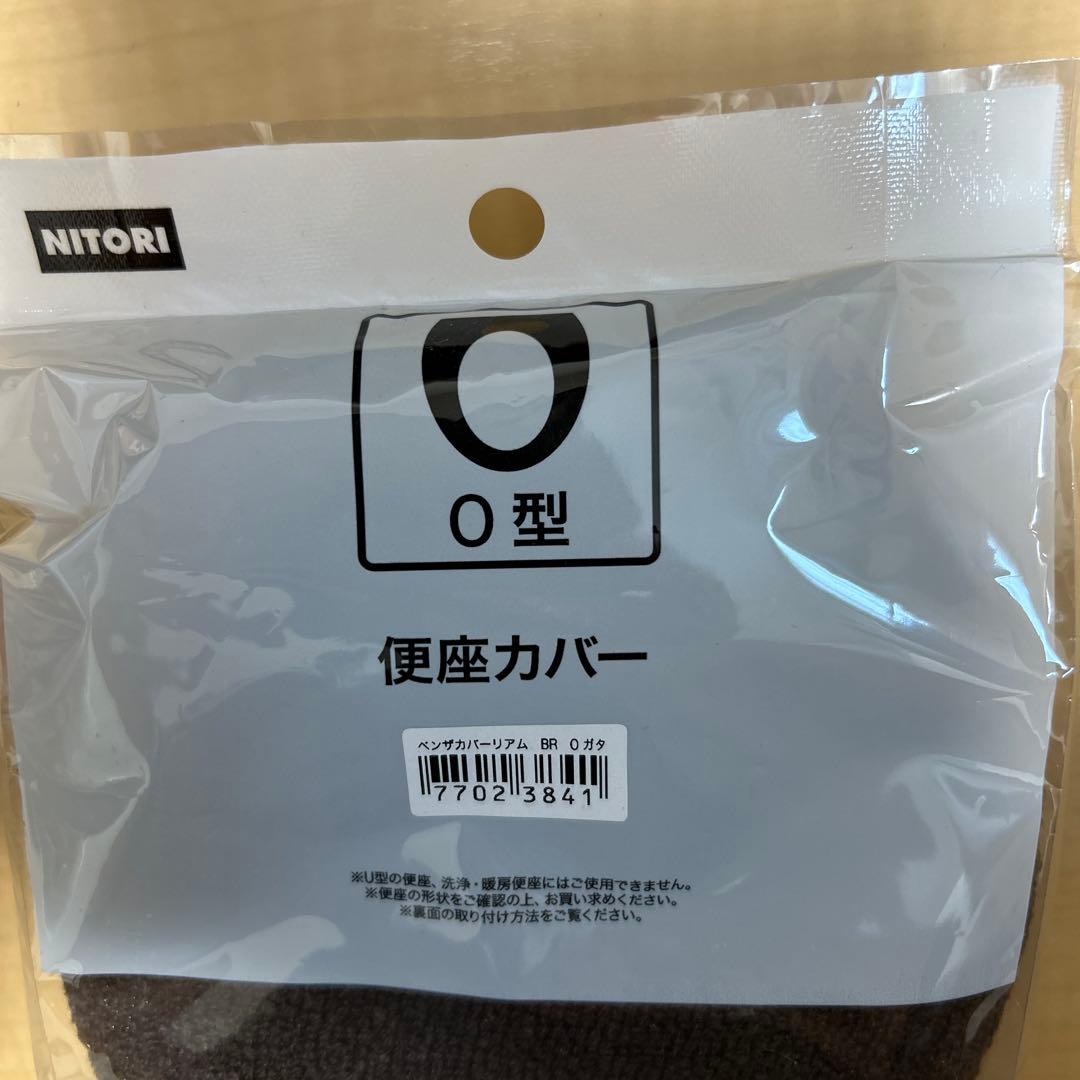 NITORI
O型
便座カバー
ベンザカバーリアム BR Oガタ
77023841
※U型の便座、洗浄・暖房便座にはご使用できません。
※便座の形状をご確認の上、お買い求めください。
※裏面の取り付け方法をご覧ください。